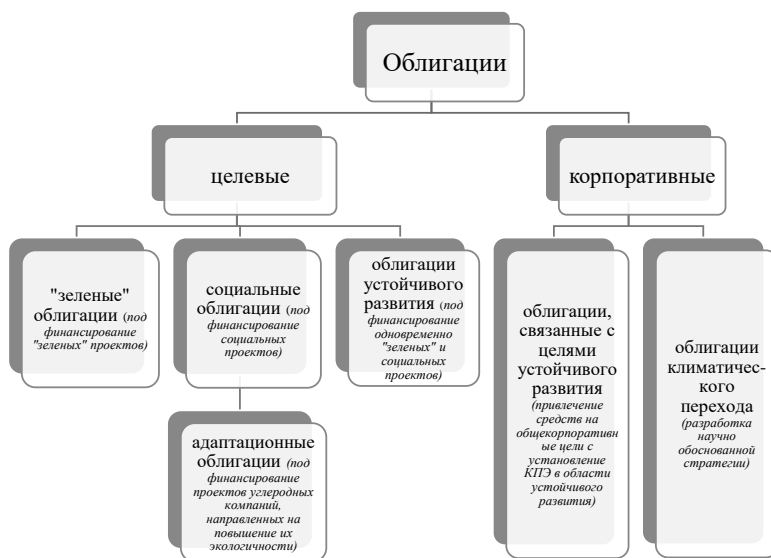 Облигации
целевые
корпоративные
"зеленые"
облигации (под
финансирование
"зеленых" проектов)
социальные
облигации (под
финансирование
социальных
проектов)
облигации
устойчивого
развития (под
финансирование
одновременно
"зеленых" и
социальных
проектов)
облигации,
связанные с
целями
устойчивого
развития
(привлечение
средств на
общекорпоративн
ые цели с
установление
КПЭ в области
устойчивого
развития)
облигации
климатичес-
кого
перехода
(разработка
научно
обоснованной
стратегии)
адаптационные
облигации (под
финансирование
проектов углеродных
компаний,
направленных на
повышение их
экологичности)